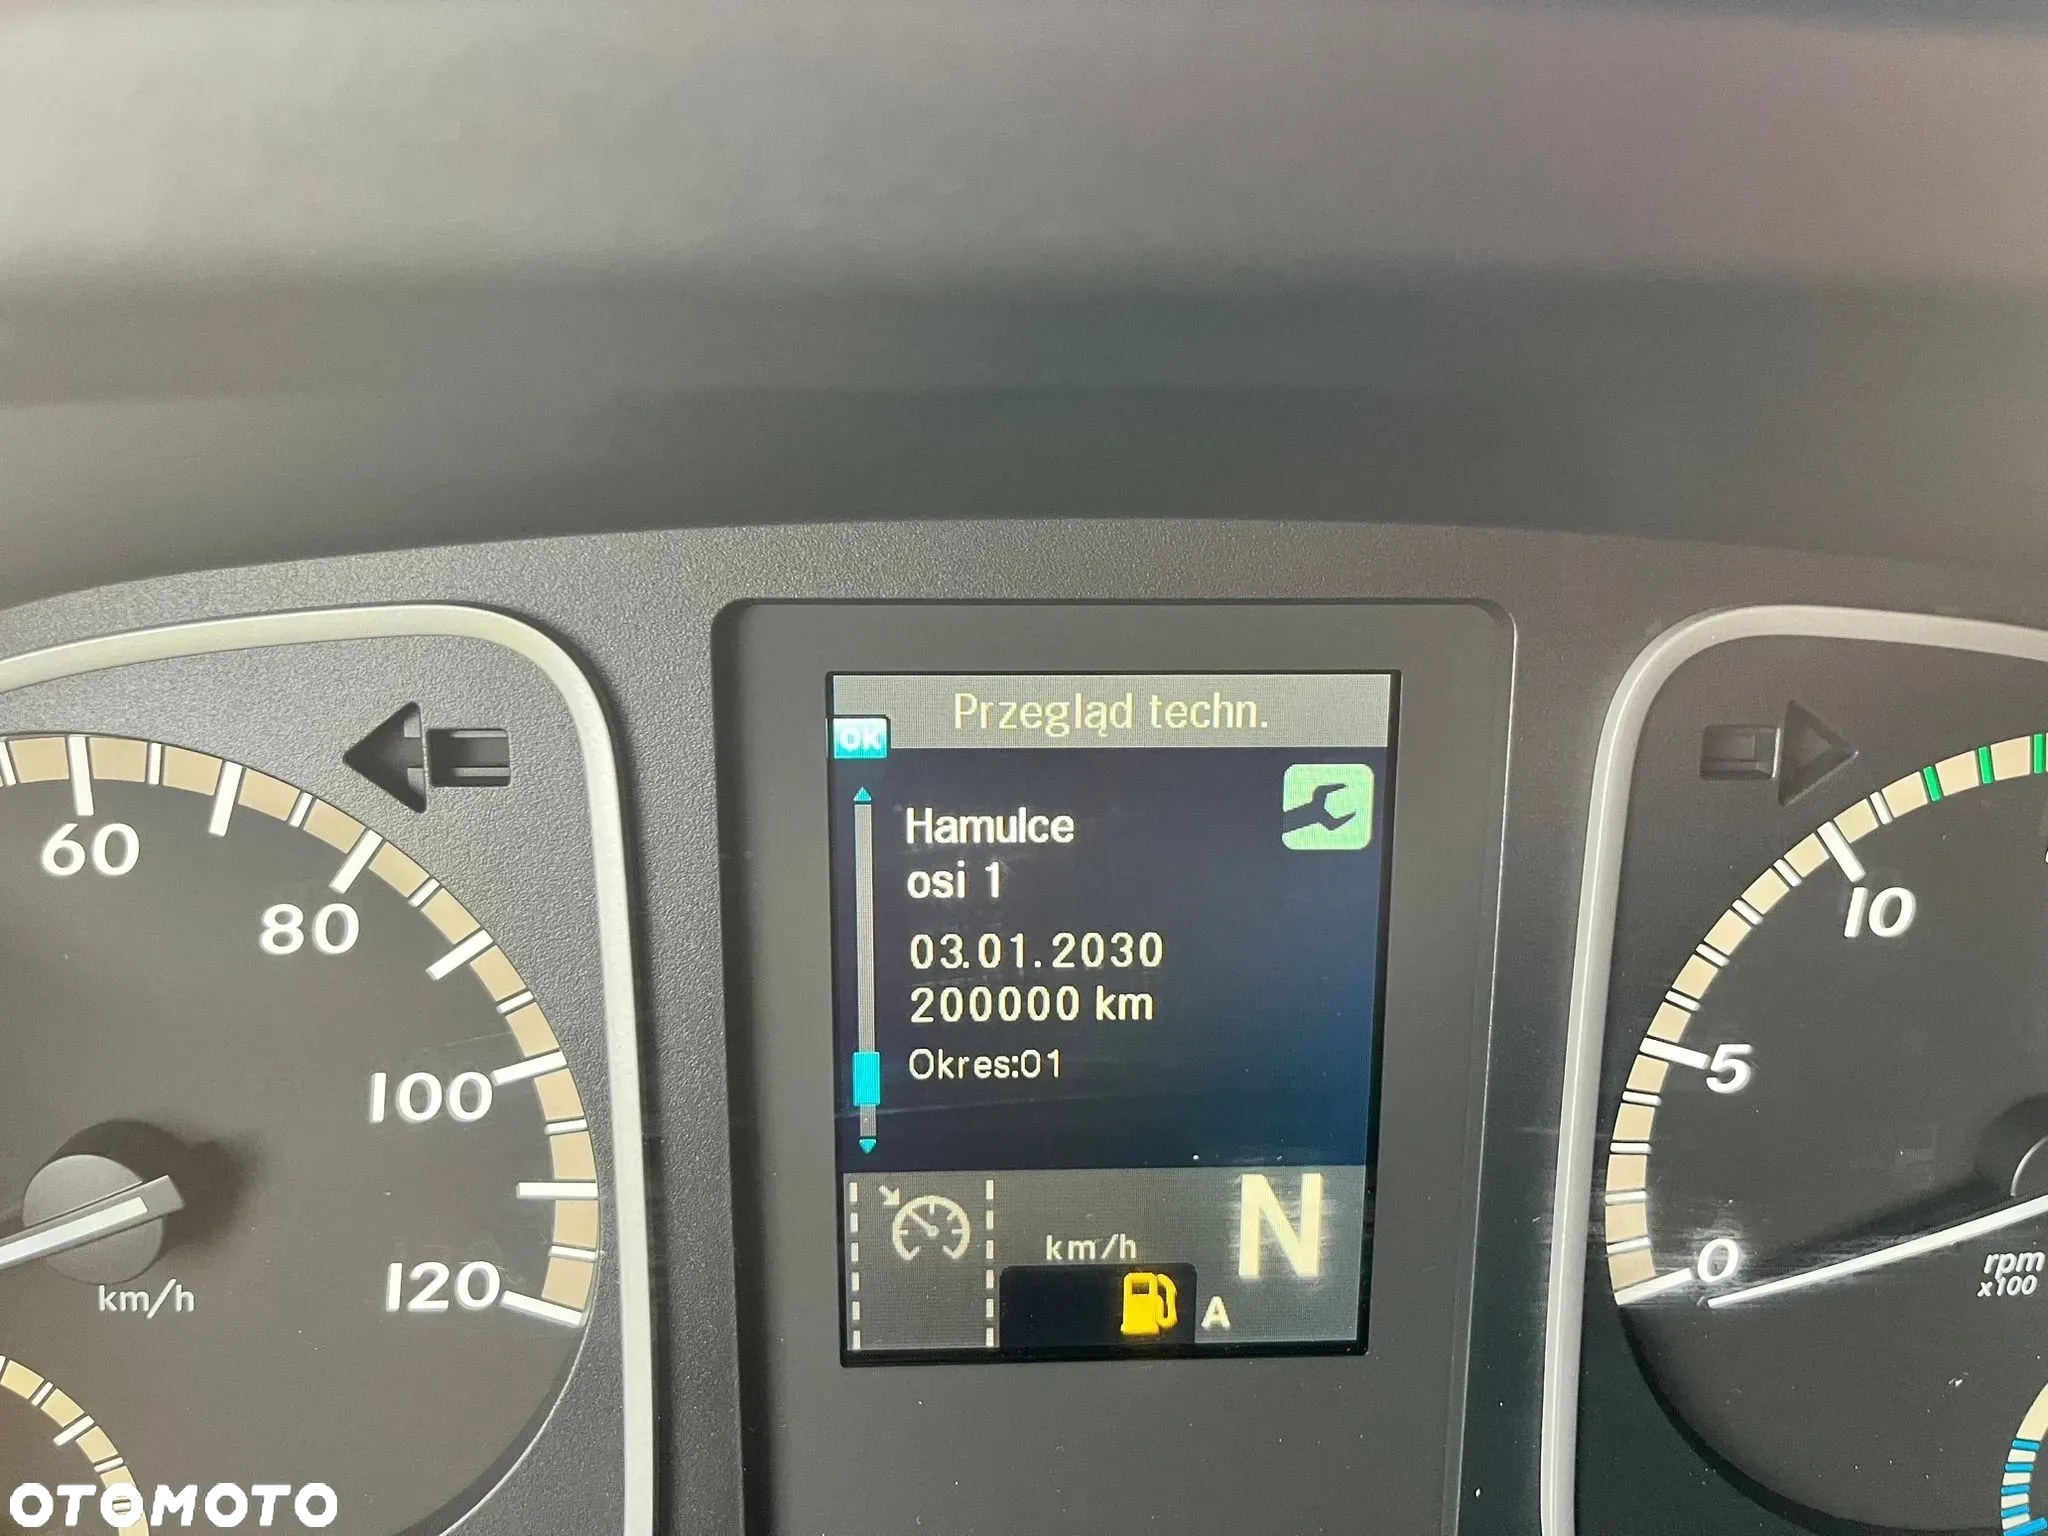 Przegląd techn.
OK
Hamulce
osi 1
03.01.2030
200000 km
Okres:01
km/h
N
A
60
80
100
120
km/h
10
5
0
rpm
x100
OTOMOTO